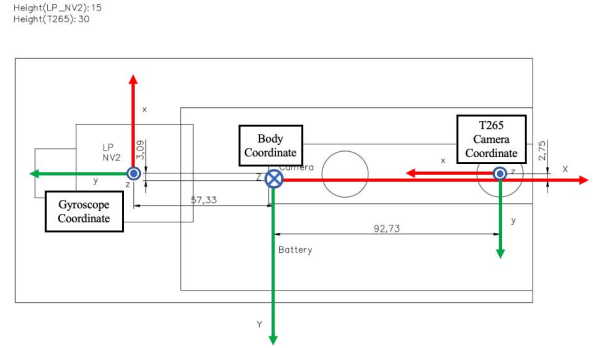 Height(LP_NV2): 15
Height(T265): 30
x
LP
NV2
3,09
y
z
Gyroscope
Coordinate
57,33
Body
Coordinate
Camera
Z
X
92,73
Battery
Y
T265
Camera
Coordinate
x
z
y
2,75